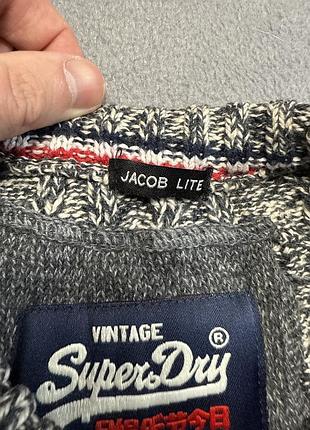 JACOB LITE
VINTAGE
®
SuperDry